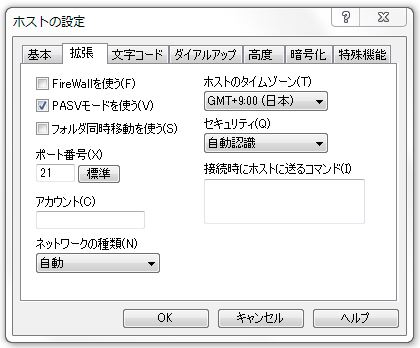 ホストの設定
基本 拡張 文字コード ダイアルアップ 高度 暗号化 特殊機能
FireWallを使う(F)
PASVモードを使う(V)
フォルダ同時移動を使う(S)
ポート番号(X)
21 標準
アカウント(C)
ネットワークの種類(N)
自動
ホストのタイムゾーン(T)
GMT+9:00 (日本)
セキュリティ(Q)
自動認識
接続時にホストに送るコマンド(I)
OK キャンセル ヘルプ